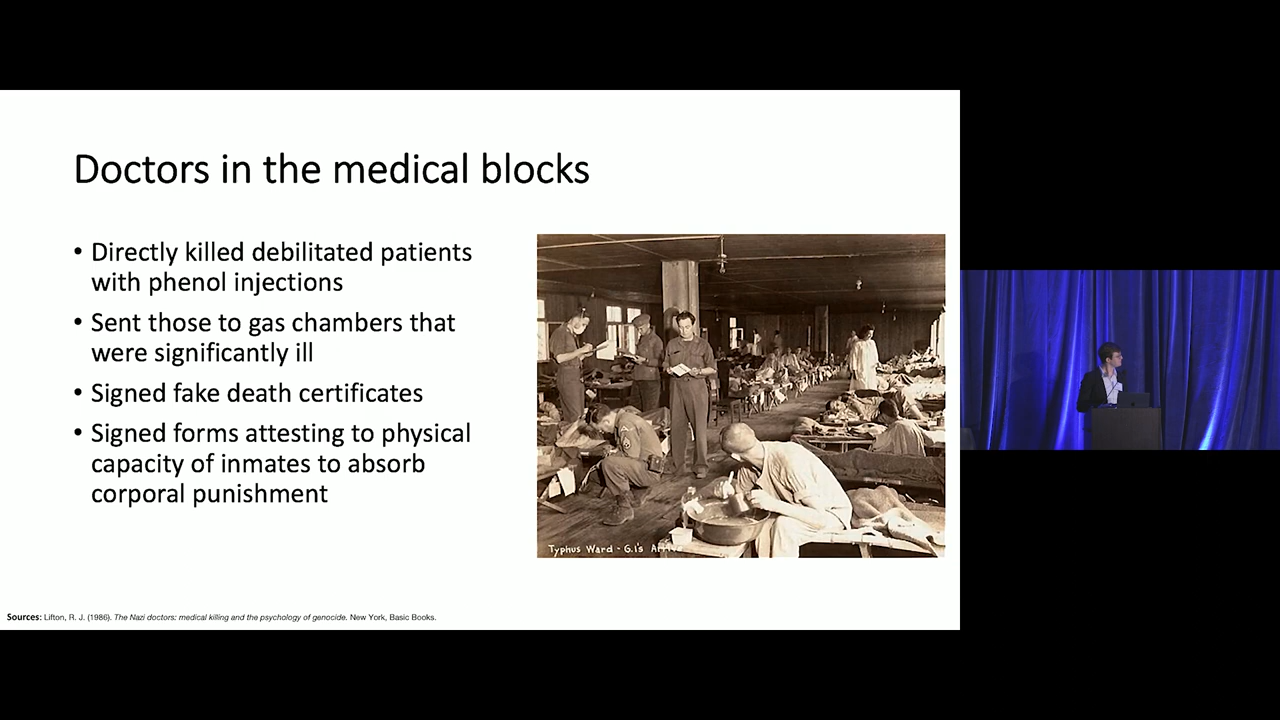 Doctors in the medical blocks
• Directly killed debilitated patients
with phenol injections
• Sent those to gas chambers that
were significantly ill
• Signed fake death certificates
• Signed forms attesting to physical
capacity of inmates to absorb
corporal punishment
Typhus Ward - G.I's
Sources: Lifton, R. J. (1986). The Nazi doctors: medical killing and the psychology of genocide. New York, Basic Books.